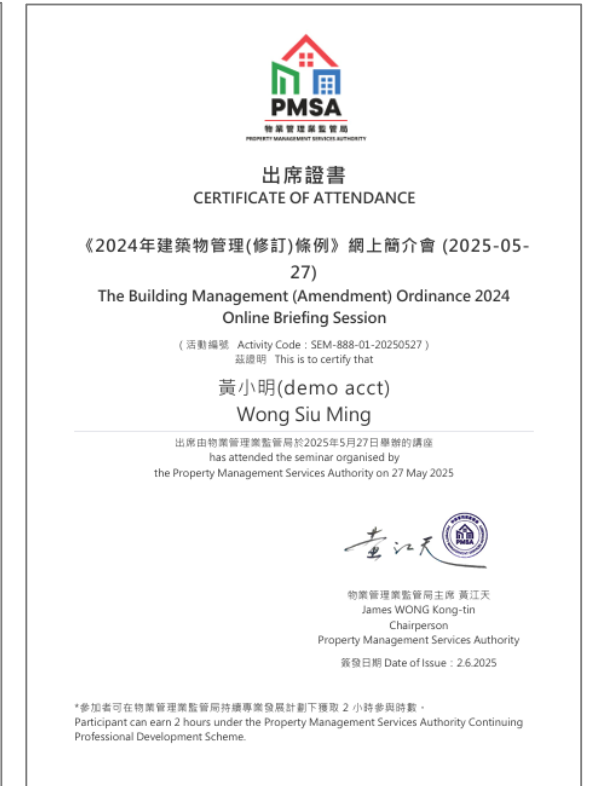 PMSA
物業管理業監管局
PROPERTY MANAGEMENT SERVICES AUTHORITY
出席證書
CERTIFICATE OF ATTENDANCE
《2024年建築物管理(修訂)條例》網上簡介會 (2025-05-
27)
The Building Management (Amendment) Ordinance 2024
Online Briefing Session
( 活動編號 Activity Code : SEM-888-01-20250527 )
茲證明 This is to certify that
黃小明(demo acct)
Wong Siu Ming
出席由物業管理業監管局於2025年5月27日舉辦的講座
has attended the seminar organised by
the Property Management Services Authority on 27 May 2025
黃江天
PMSA
物業管理業監管局主席 黃江天
James WONG Kong-tin
Chairperson
Property Management Services Authority
簽發日期 Date of Issue : 2.6.2025
*參加者可在物業管理業監管局持續專業發展計劃下獲取 2 小時參與時數。
Participant can earn 2 hours under the Property Management Services Authority Continuing
Professional Development Scheme.